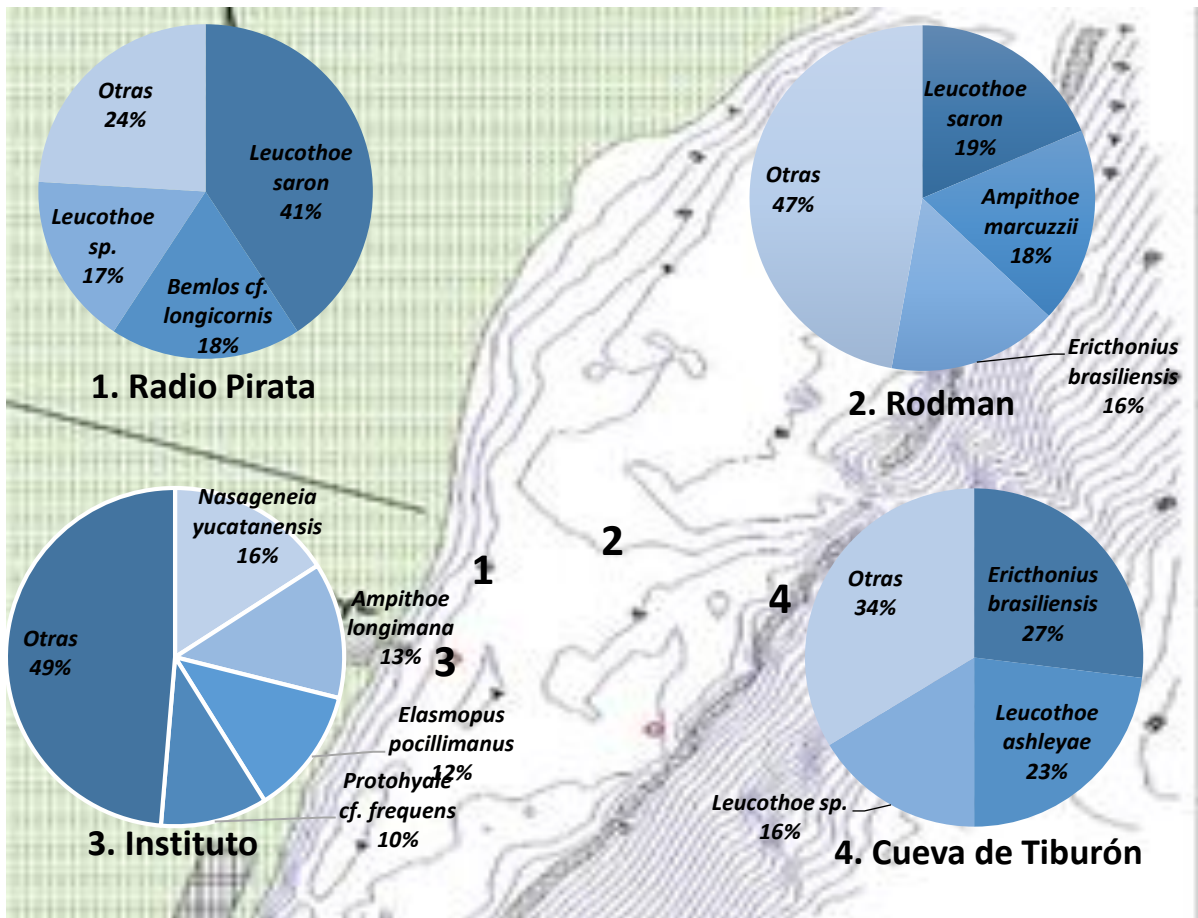 Otras
24%
Leucothoe
saron
41%
Leucothoe
sp.
17%
Bemlos cf.
longicornis
18%
1. Radio Pirata
Leucothoe
saron
19%
Otras
47%
Ampithoe
marcuzzii
18%
Ericthonius
brasiliensis
16%
2. Rodman
Nasageneia
yucatanensis
16%
Ampithoe
longimana
13%
Otras
49%
Elasmopus
pocillimanus
12%
Protohyale
cf. frequens
10%
3. Instituto
1
2
3
4
Otras
34%
Ericthonius
brasiliensis
27%
Leucothoe
ashleyae
23%
Leucothoe sp.
16%
4. Cueva de Tiburón